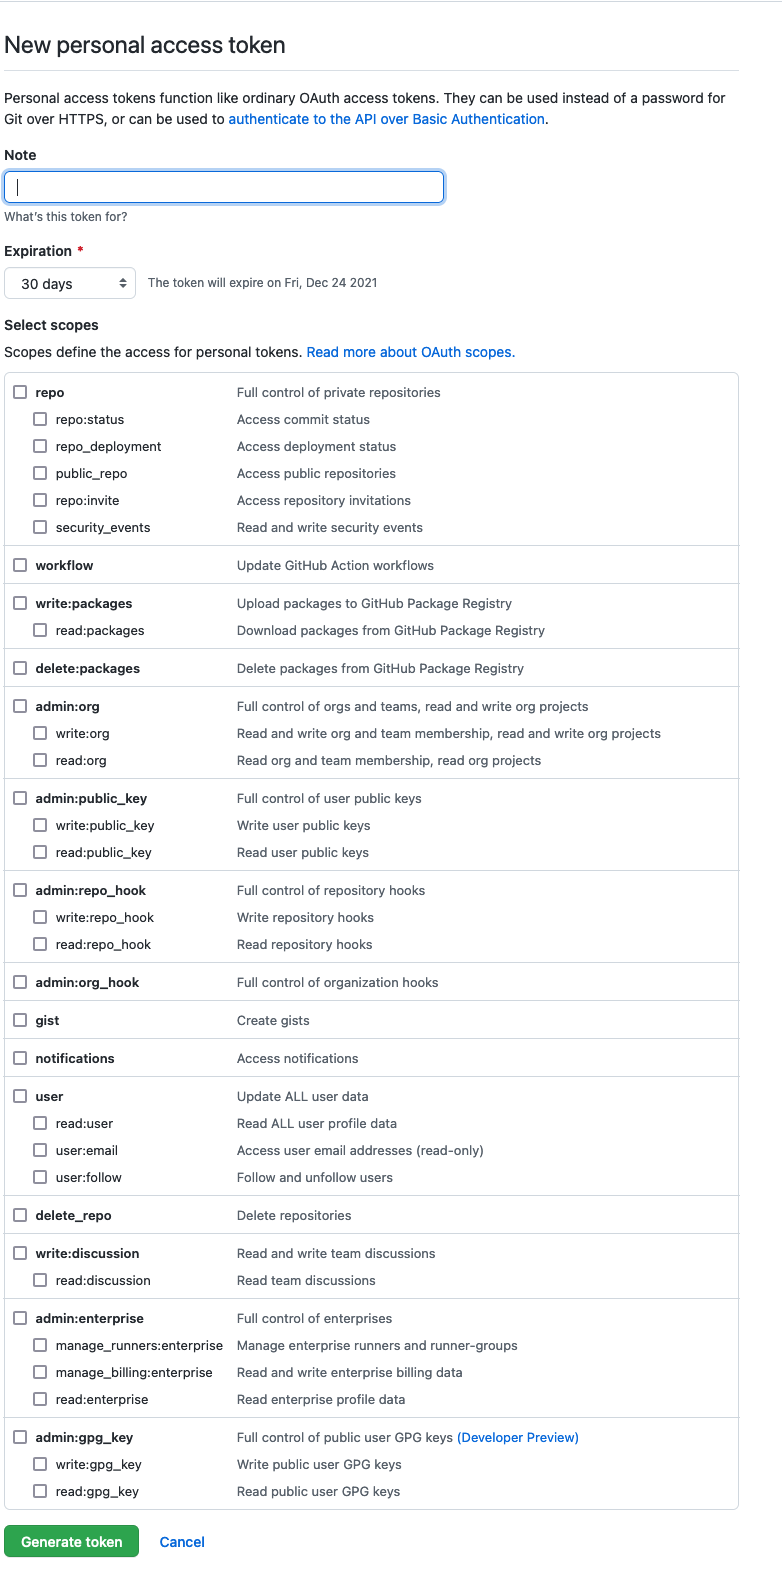 New personal access token
Personal access tokens function like ordinary OAuth access tokens. They can be used instead of a password for
Git over HTTPS, or can be used to authenticate to the API over Basic Authentication.
Note
What's this token for?
Expiration *
30 days The token will expire on Fri, Dec 24 2021
Select scopes
Scopes define the access for personal tokens. Read more about OAuth scopes.
repo Full control of private repositories
repo:status Access commit status
repo_deployment Access deployment status
public_repo Access public repositories
repo:invite Access repository invitations
security_events Read and write security events
workflow Update GitHub Action workflows
write:packages Upload packages to GitHub Package Registry
read:packages Download packages from GitHub Package Registry
delete:packages Delete packages from GitHub Package Registry
admin:org Full control of orgs and teams, read and write org projects
write:org Read and write org and team membership, read and write org projects
read:org Read org and team membership, read org projects
admin:public_key Full control of user public keys
write:public_key Write user public keys
read:public_key Read user public keys
admin:repo_hook Full control of repository hooks
write:repo_hook Write repository hooks
read:repo_hook Read repository hooks
admin:org_hook Full control of organization hooks
gist Create gists
notifications Access notifications
user Update ALL user data
read:user Read ALL user profile data
user:email Access user email addresses (read-only)
user:follow Follow and unfollow users
delete_repo Delete repositories
write:discussion Read and write team discussions
read:discussion Read team discussions
admin:enterprise Full control of enterprises
manage_runners:enterprise Manage enterprise runners and runner-groups
manage_billing:enterprise Read and write enterprise billing data
read:enterprise Read enterprise profile data
admin:gpg_key Full control of public user GPG keys (Developer Preview)
write:gpg_key Write public user GPG keys
read:gpg_key Read public user GPG keys
Generate token Cancel